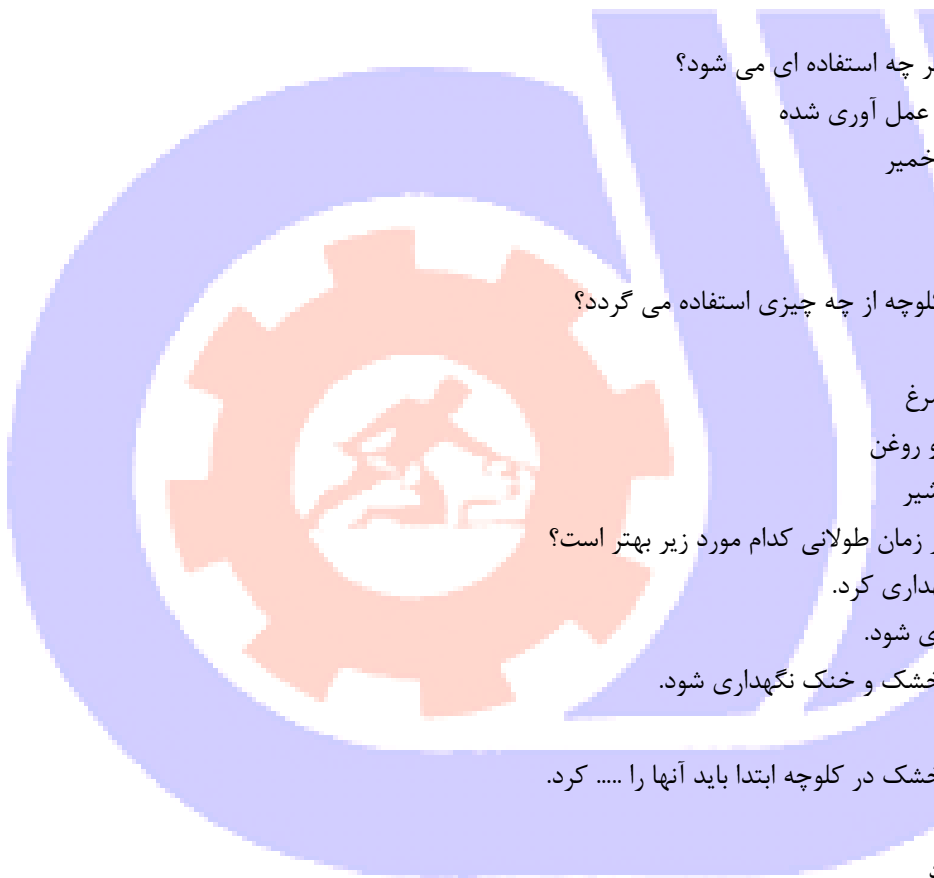 چه استفاده ای می شود؟
عمل آوری شده
خمیر
کلوچه از چه چیزی استفاده می گردد؟
و روغن
شیر
زمان طولانی کدام مورد زیر بهتر است؟
کرد.
شود.
خشک و خنک نگهداری شود.
خشک در کلوچه ابتدا باید آنها را ..... کرد.